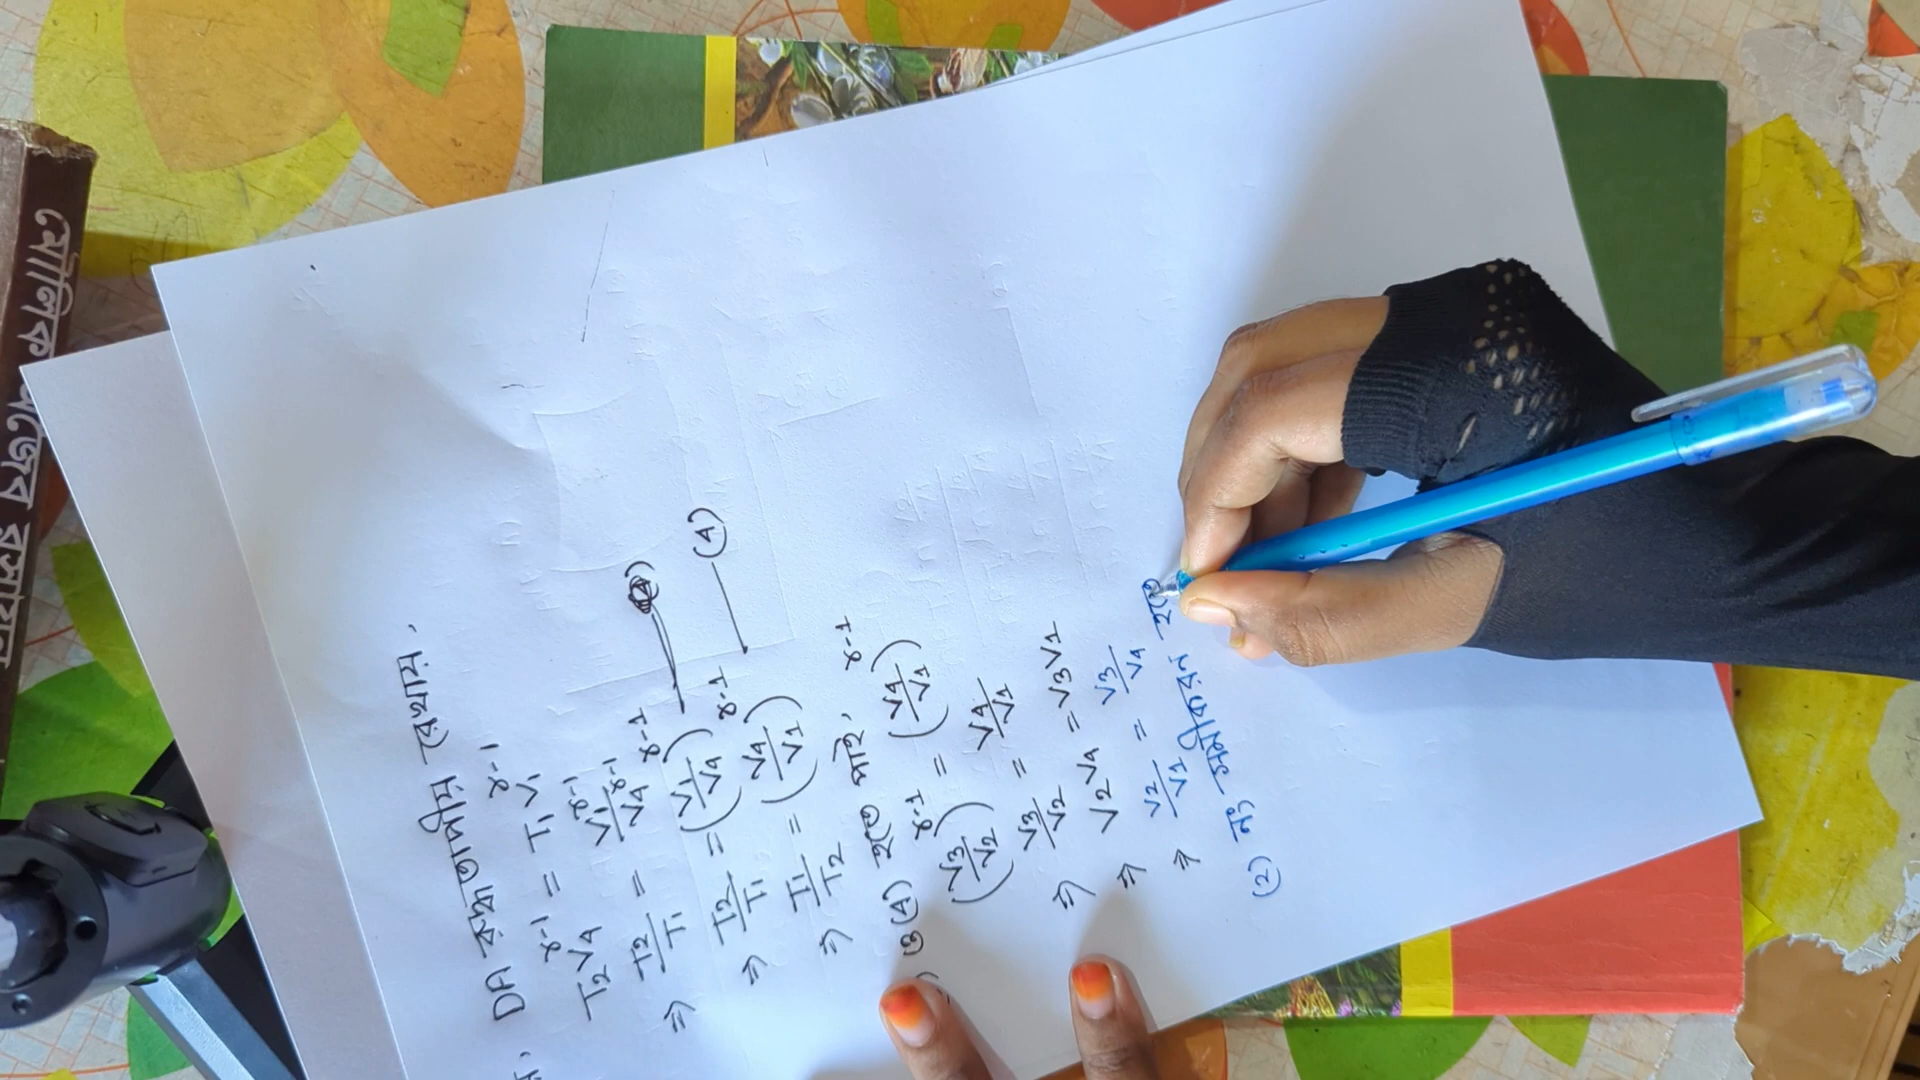 DA রূদ্ধতাপীয় রেখায়,
T₂V₄^(γ-1) = T₁V₁^(γ-1)
⇒ T₂/T₁ = V₁^(γ-1)/V₄^(γ-1)
⇒ T₂/T₁ = (V₁/V₄)^(γ-1)
⇒ T₁/T₂ = (V₄/V₁)^(γ-1) — (4)
ও (4) হতে পাই,
(V₃/V₂)^(γ-1) = (V₄/V₁)^(γ-1)
⇒ V₃/V₂ = V₄/V₁
⇒ V₂V₄ = V₃V₁
⇒ V₂/V₁ = V₃/V₄
(2) নং সমীকরণ হতে
মৌলিক
রসায়ন